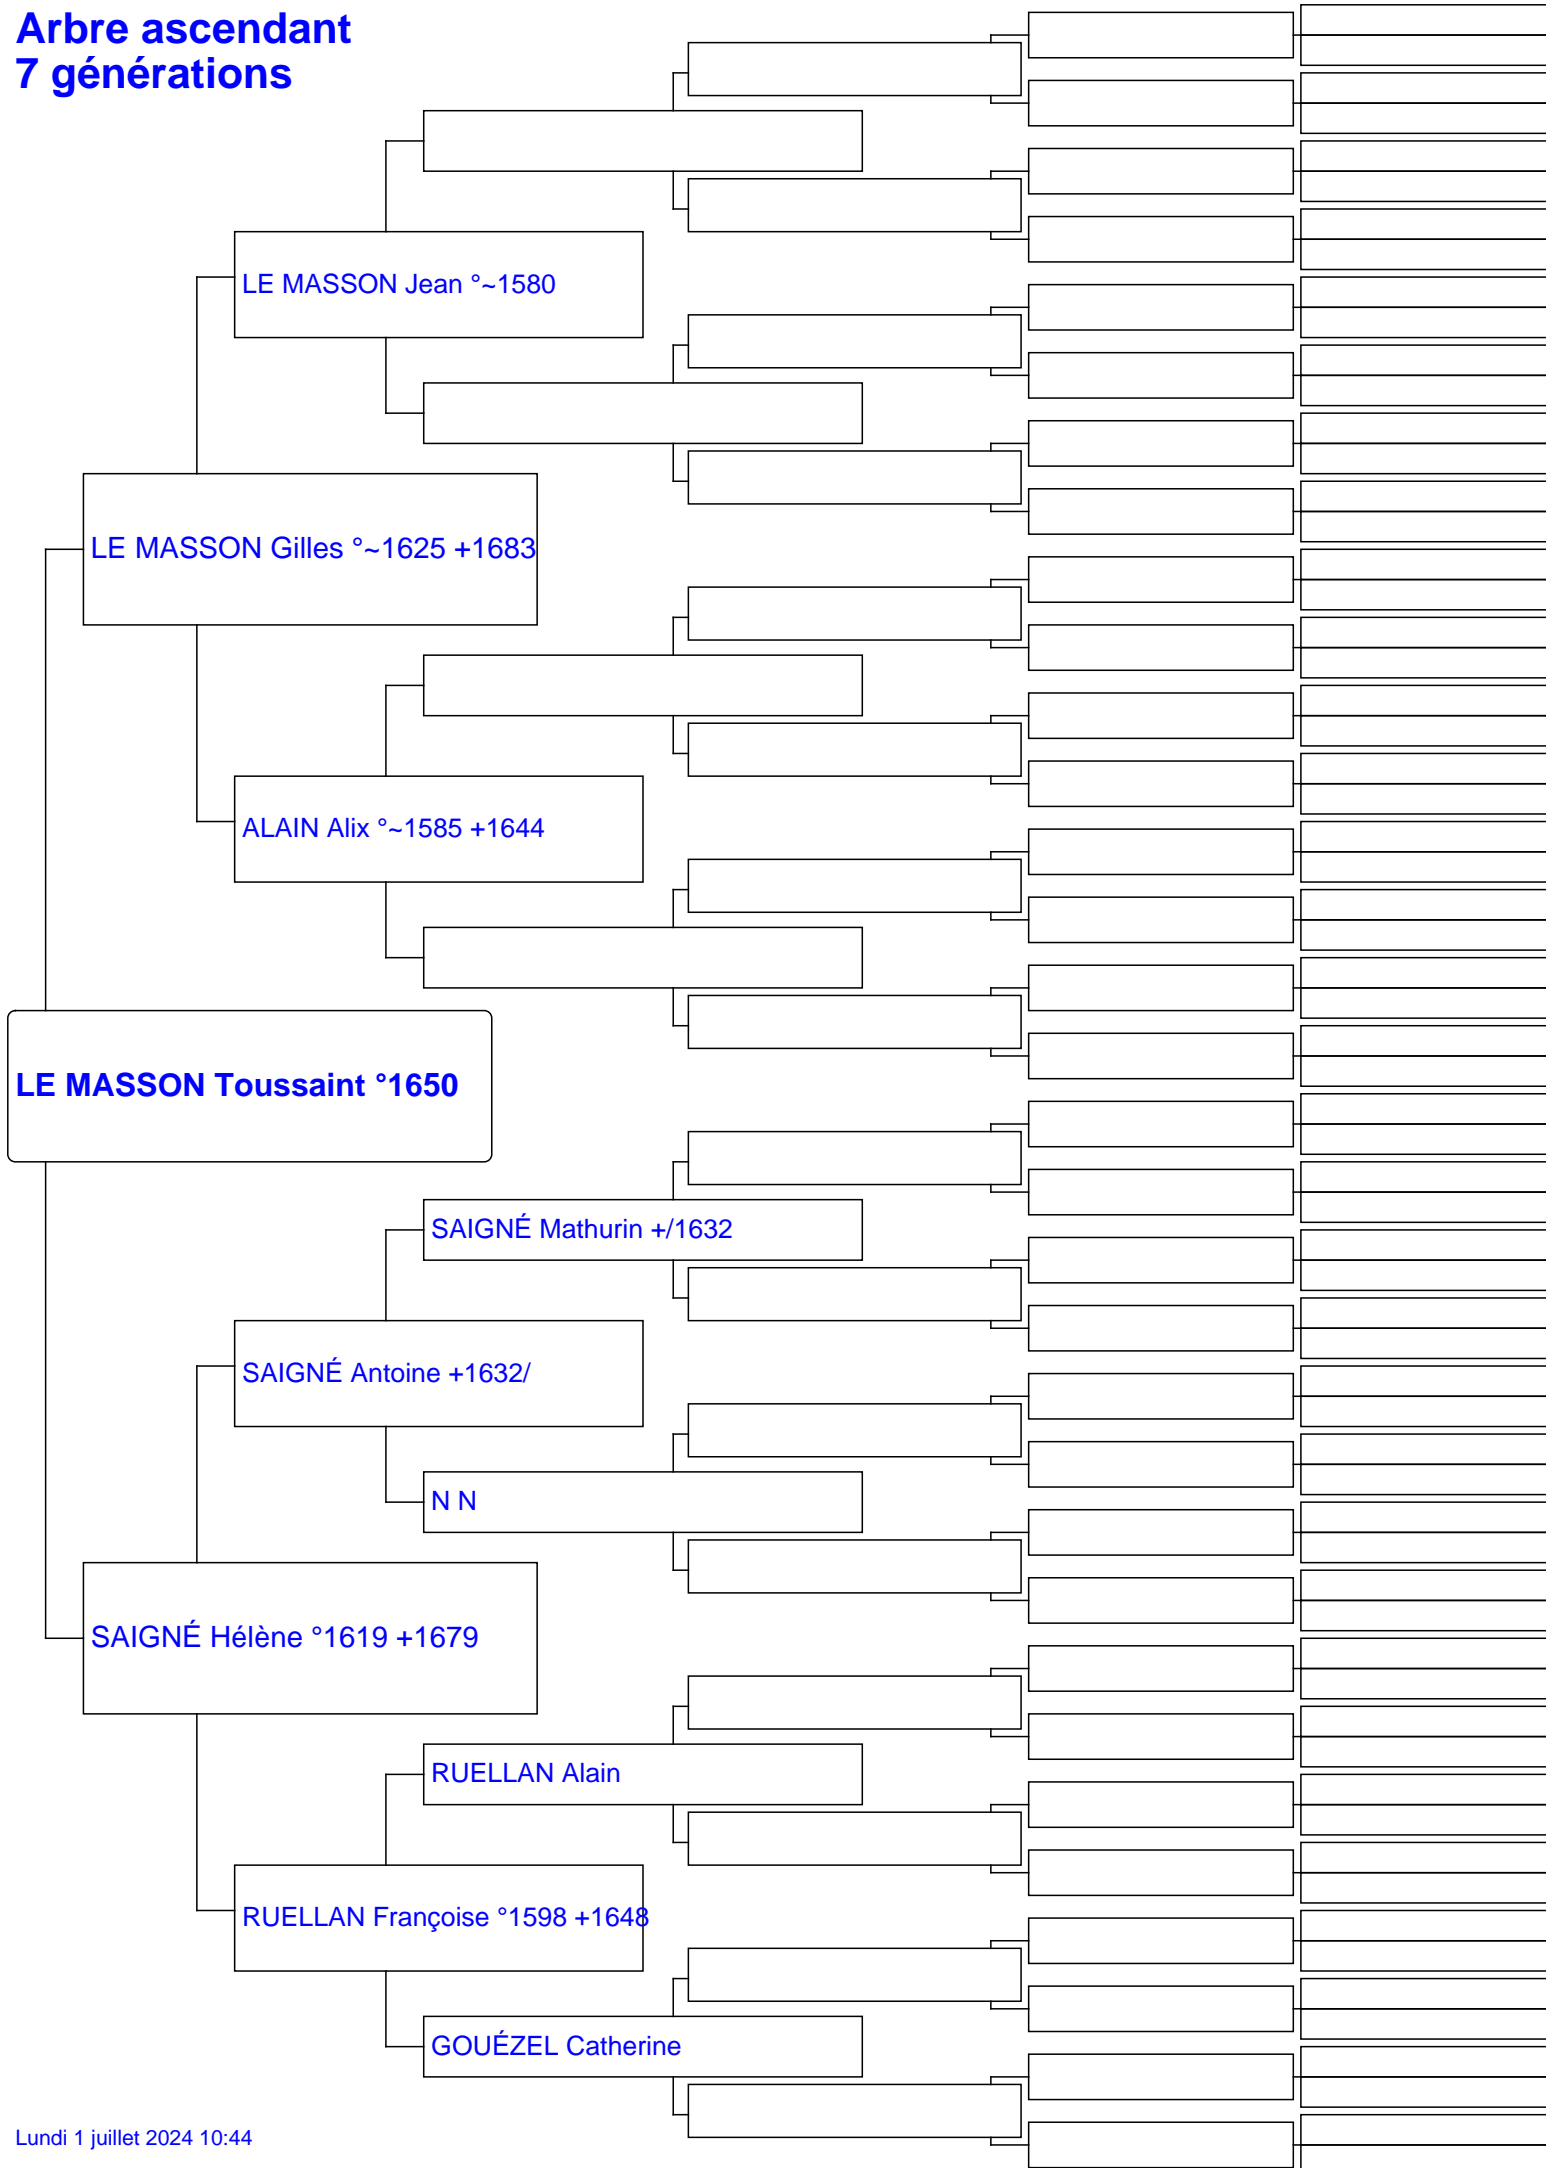 Arbre ascendant
7 générations
LE MASSON Jean °~1580
LE MASSON Gilles °~1625 +1683
ALAIN Alix °~1585 +1644
LE MASSON Toussaint °1650
SAIGNÉ Mathurin +/1632
SAIGNÉ Antoine +1632/
N N
SAIGNÉ Hélène °1619 +1679
RUELLAN Alain
RUELLAN Françoise °1598 +1648
GOUÉZEL Catherine
Lundi 1 juillet 2024 10:44